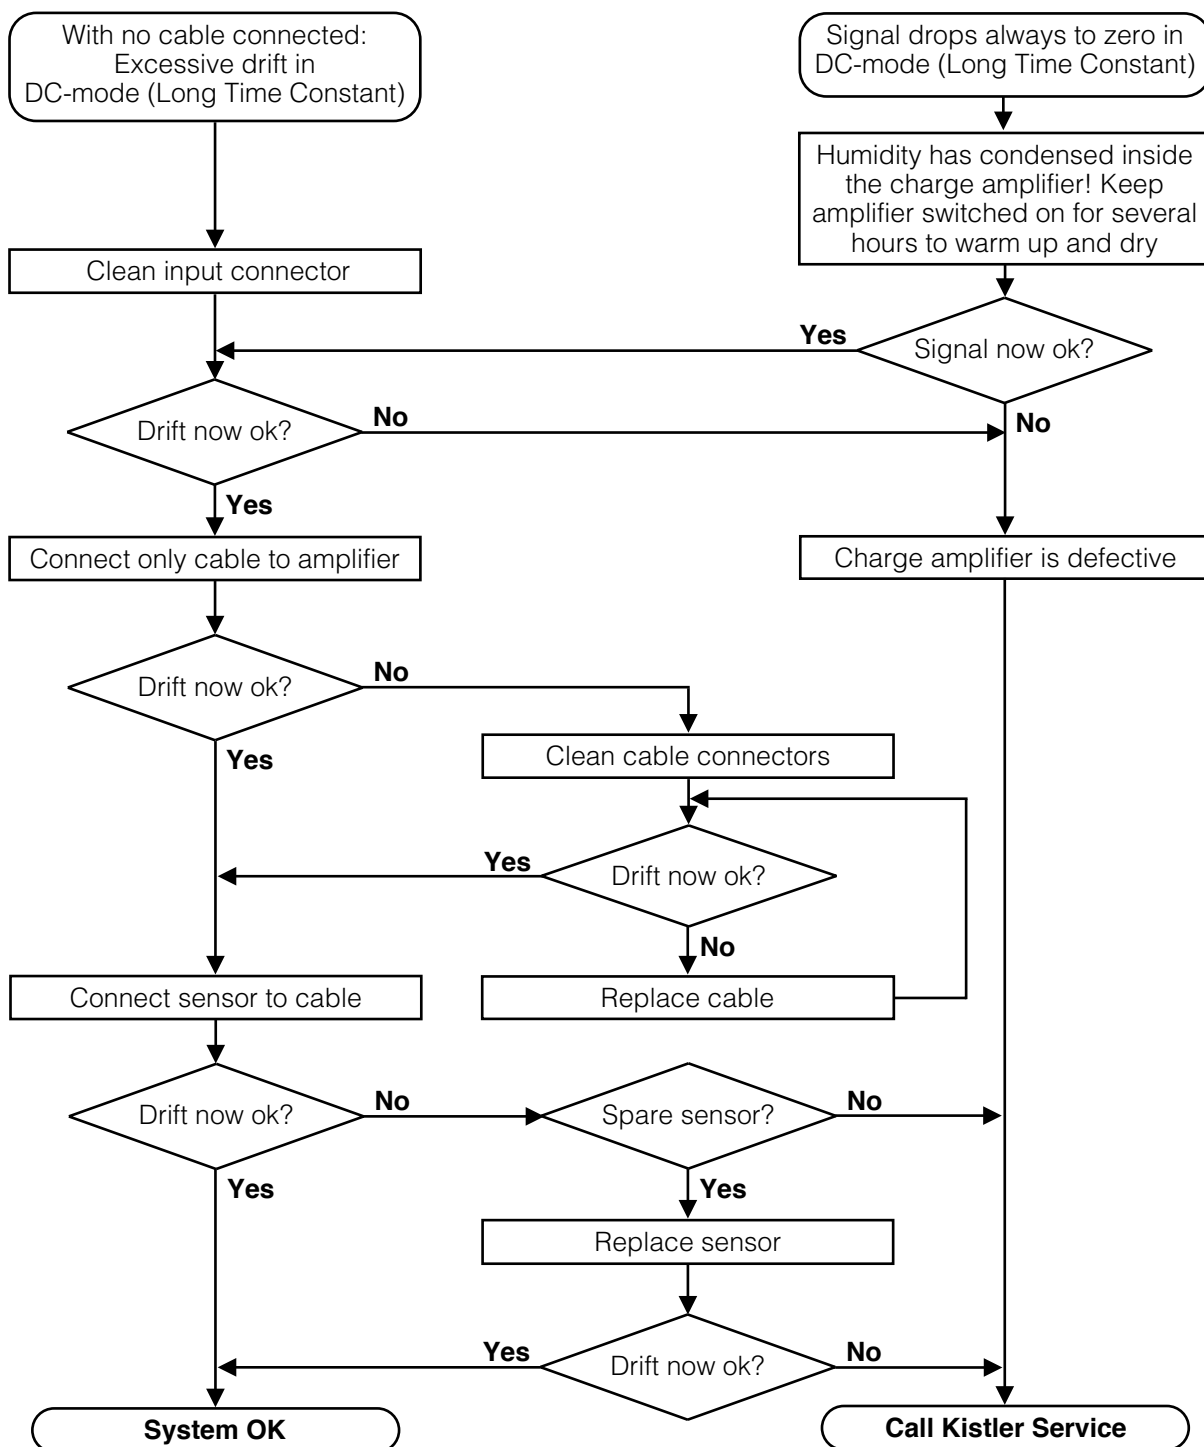 With no cable connected:
Excessive drift in
DC-mode (Long Time Constant)
Signal drops always to zero in
DC-mode (Long Time Constant)
Humidity has condensed inside
the charge amplifier! Keep
amplifier switched on for several
hours to warm up and dry
Clean input connector
Yes
Signal now ok?
Drift now ok?
No
No
Yes
Connect only cable to amplifier
Charge amplifier is defective
Drift now ok?
No
Yes
Clean cable connectors
Yes
Drift now ok?
No
Connect sensor to cable
Replace cable
Drift now ok?
No
Spare sensor?
No
Yes
Yes
Replace sensor
Yes
Drift now ok?
No
System OK
Call Kistler Service